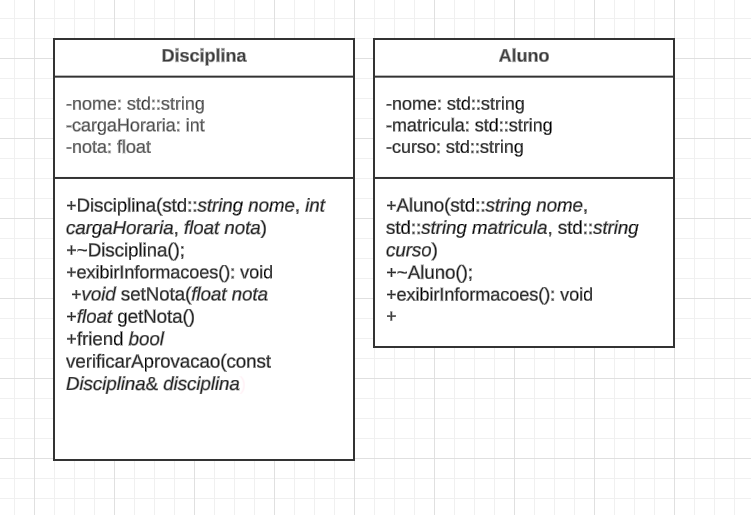 Disciplina
-nome: std::string
-cargaHoraria: int
-nota: float
+Disciplina(std::string nome, int
cargaHoraria, float nota)
+~Disciplina();
+exibirInformacoes(): void
+void setNota(float nota
+float getNota()
+friend bool
verificarAprovacao(const
Disciplina& disciplina
Aluno
-nome: std::string
-matricula: std::string
-curso: std::string
+Aluno(std::string nome,
std::string matricula, std::string
curso)
+~Aluno();
+exibirInformacoes(): void
+